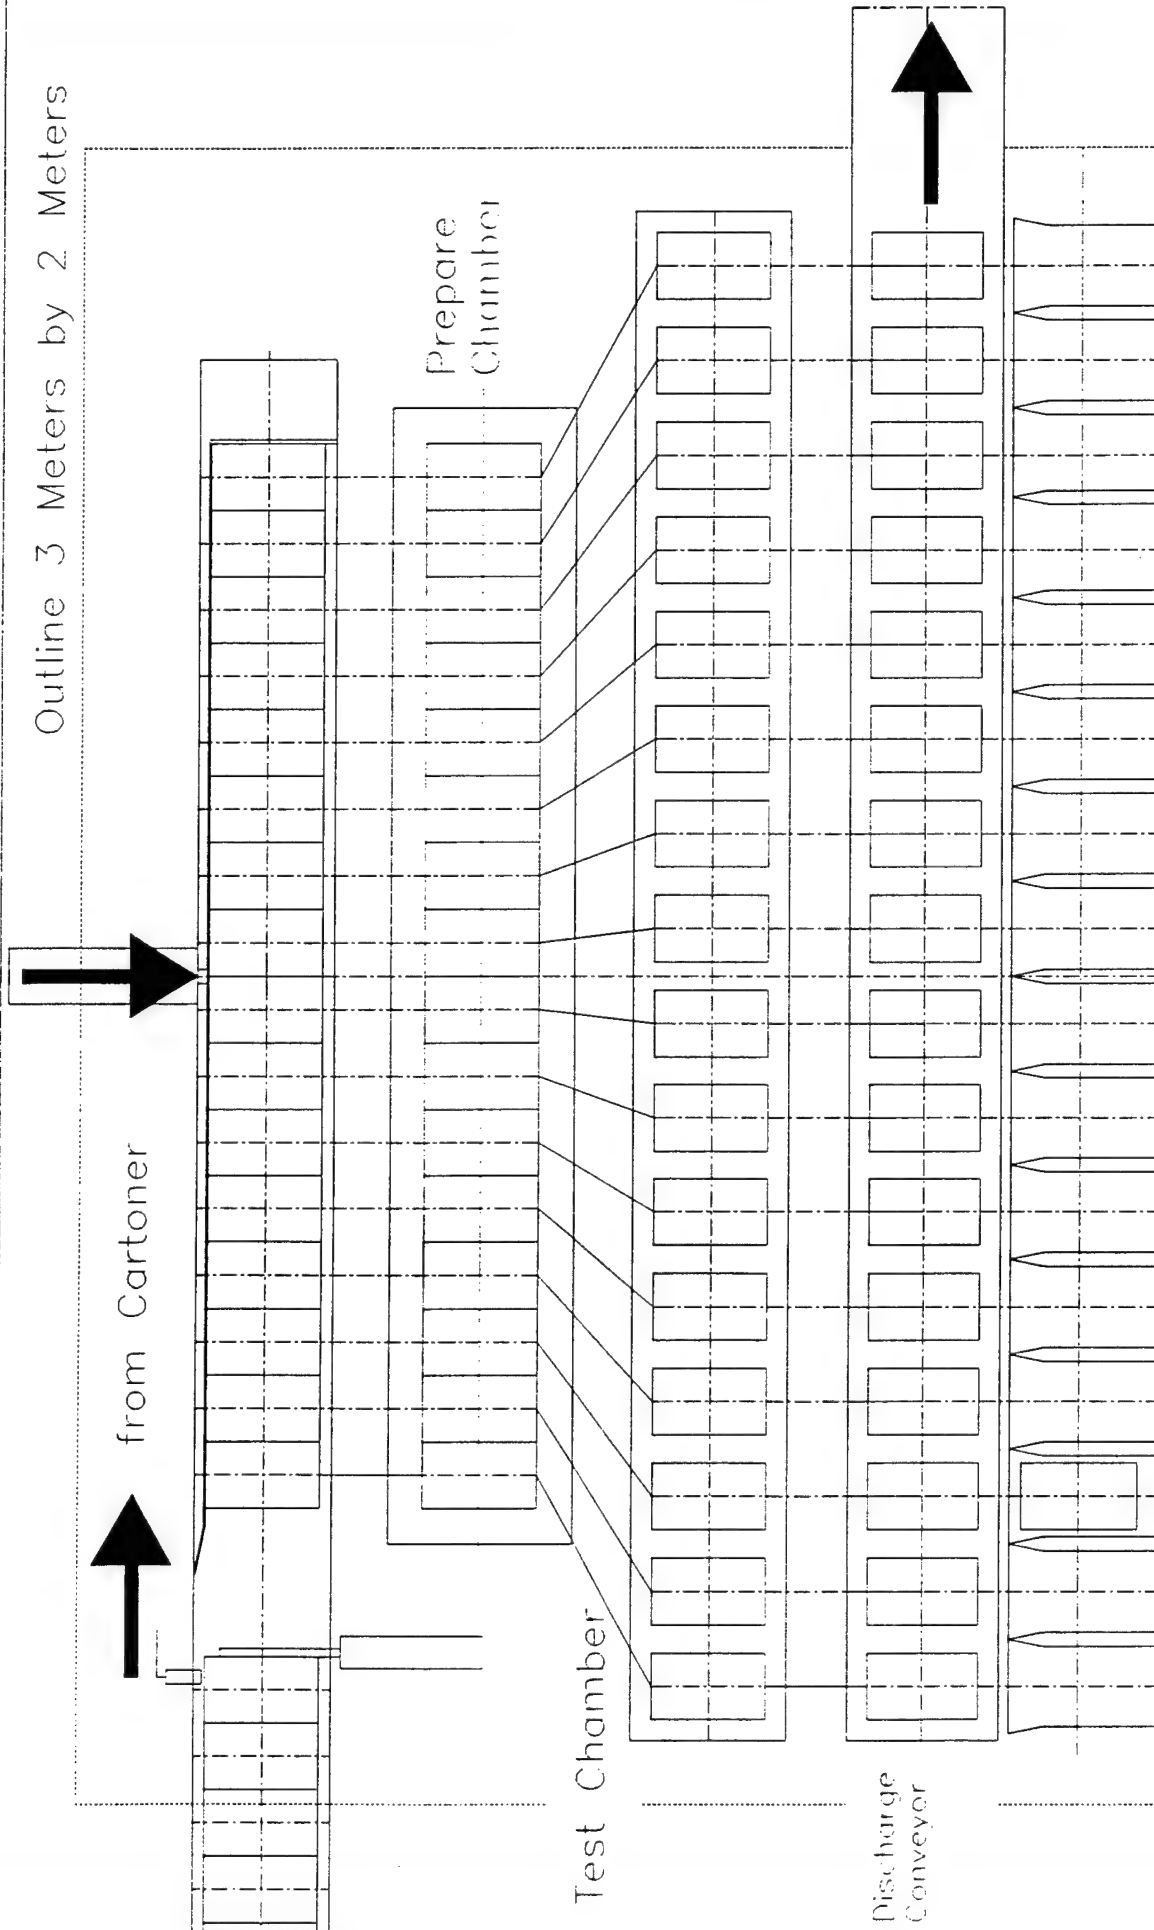 Outline 3 Meters by 2 Meters
from Cartoner
Prepare
Chamber
Test Chamber
Discharge
Conveyor